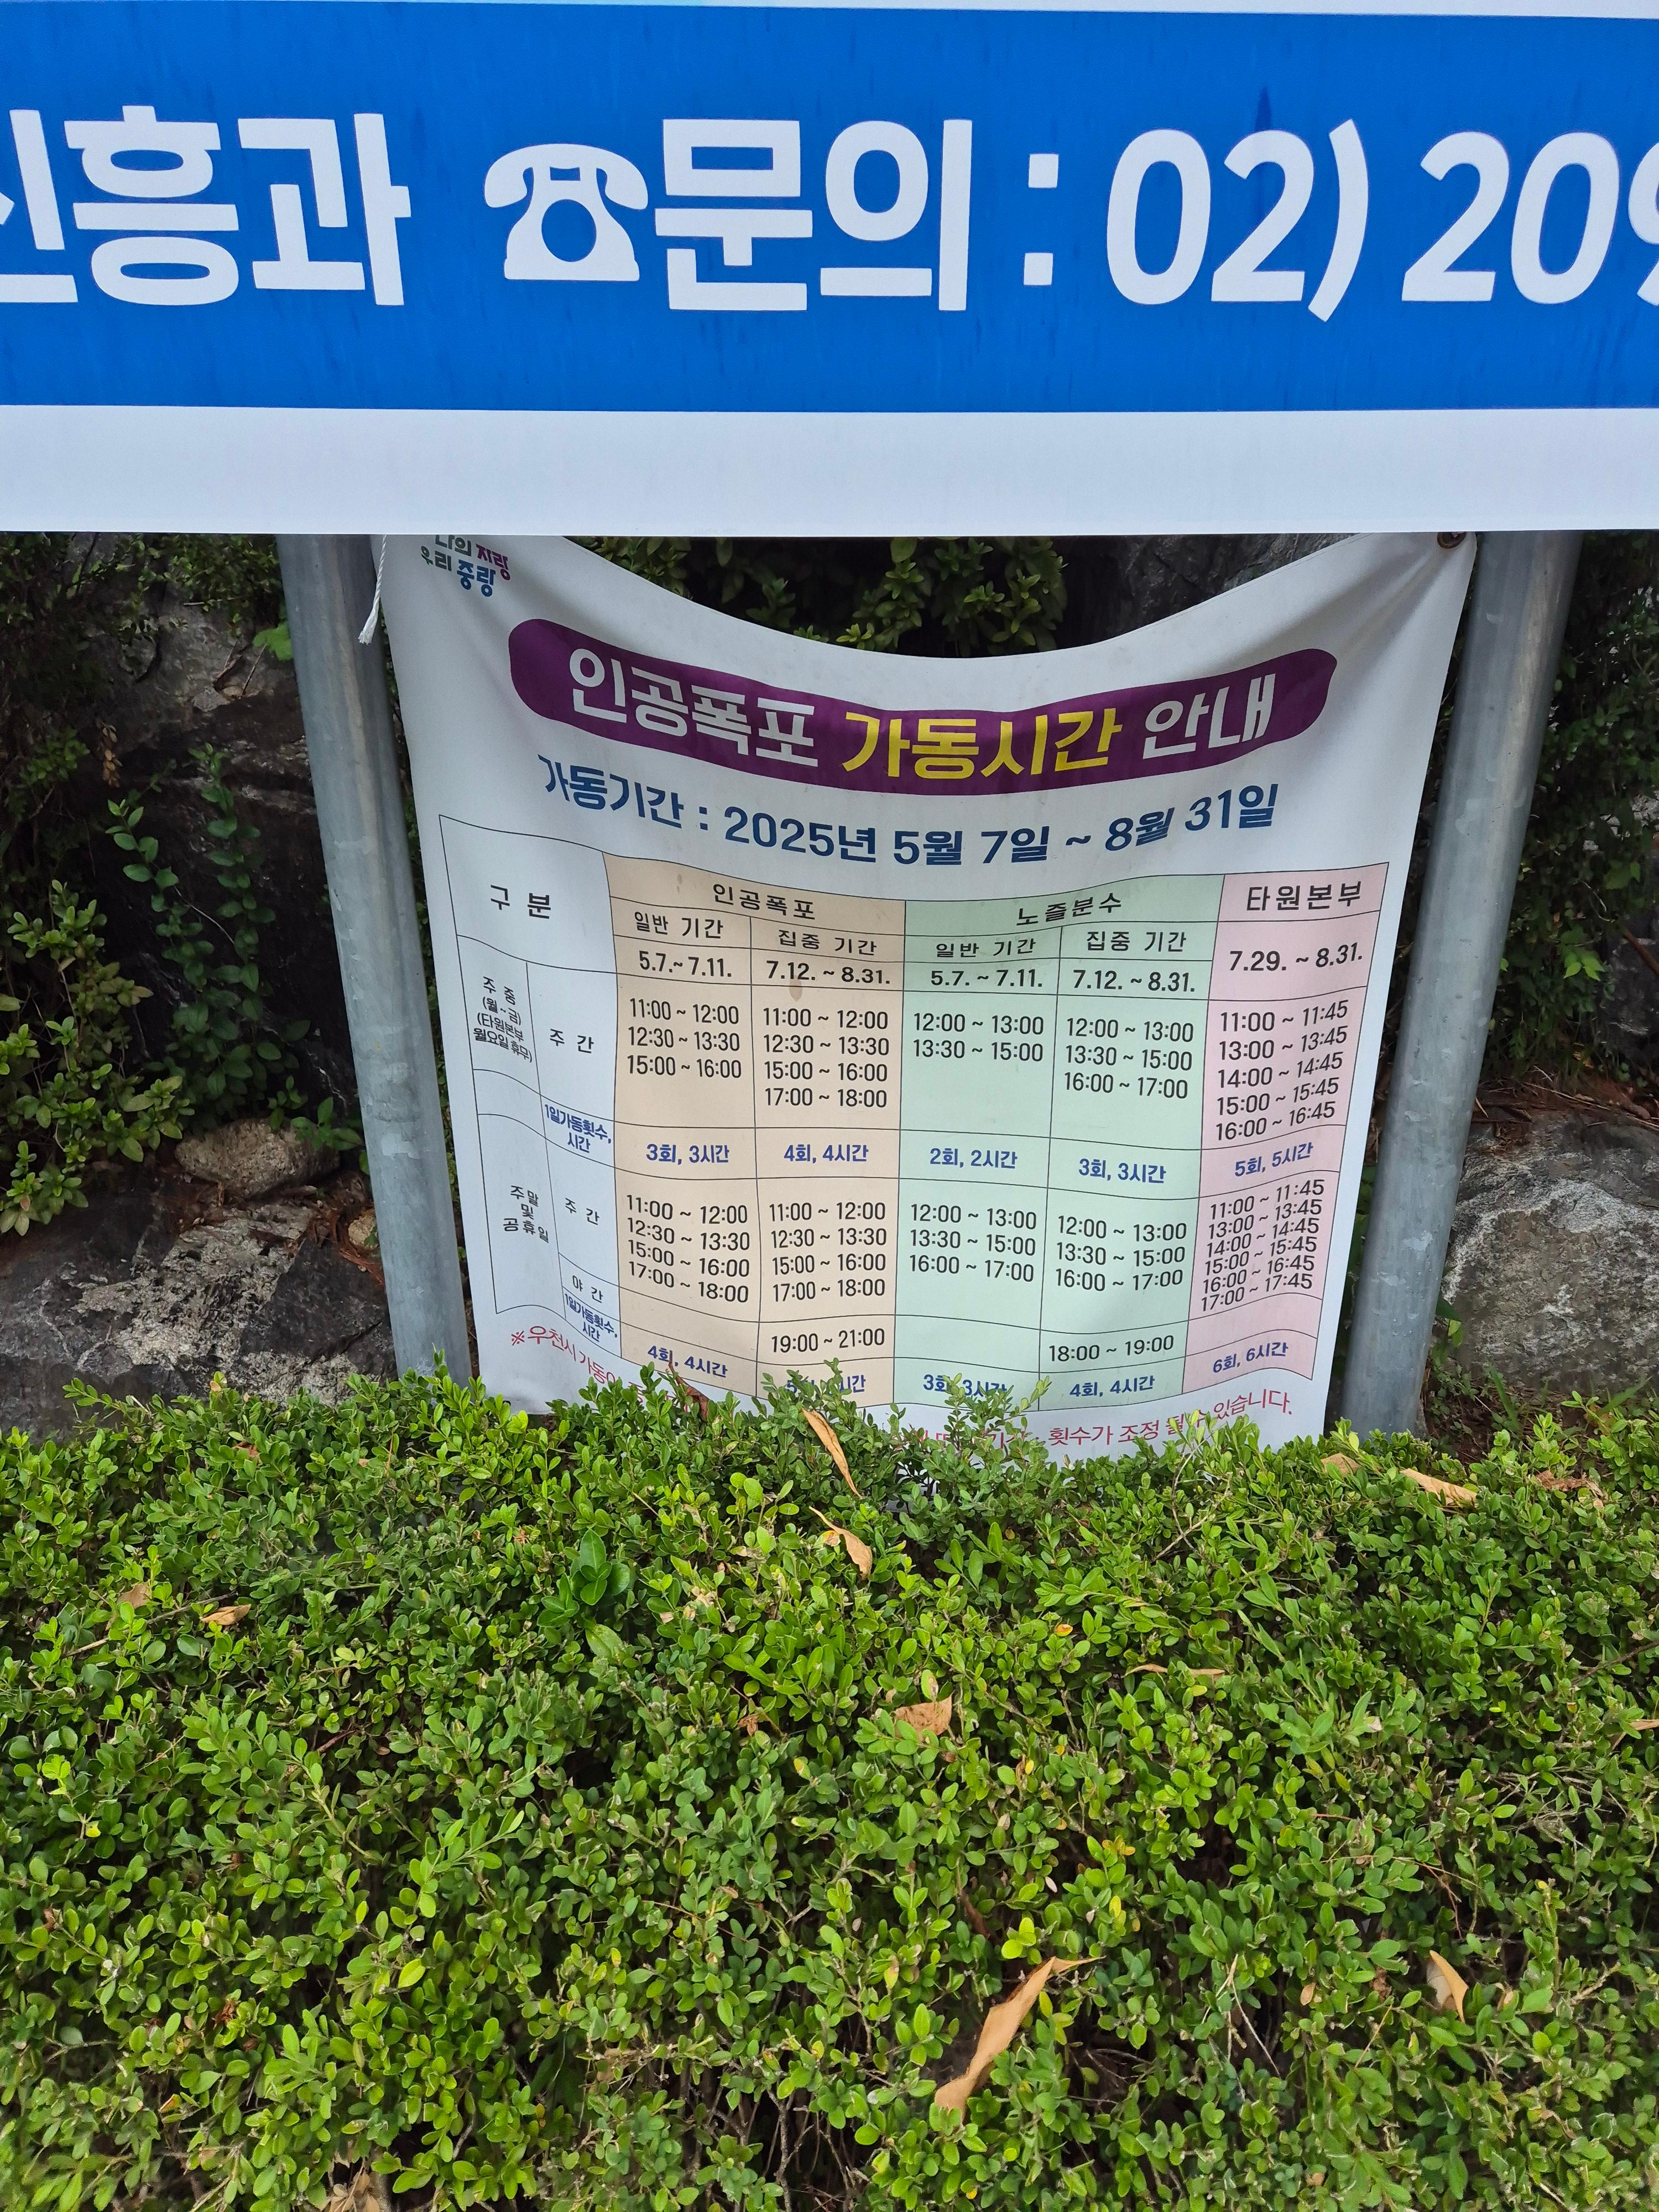 신흥과 ☎문의 : 02) 209
나의 자랑
우리 중랑
인공폭포 가동시간 안내
가동기간 : 2025년 5월 7일 ~ 8월 31일
구 분 인공폭포 노즐분수 타원본부
일반 기간 집중 기간 일반 기간 집중 기간
5.7.~ 7.11. 7.12. ~ 8.31. 5.7. ~ 7.11. 7.12. ~ 8.31. 7.29. ~ 8.31.
주 중
(월~금)
(타원본부
월요일 휴무)
주 간
11:00 ~ 12:00
12:30 ~ 13:30
15:00 ~ 16:00
11:00 ~ 12:00
12:30 ~ 13:30
15:00 ~ 16:00
17:00 ~ 18:00
12:00 ~ 13:00
13:30 ~ 15:00
12:00 ~ 13:00
13:30 ~ 15:00
16:00 ~ 17:00
11:00 ~ 11:45
13:00 ~ 13:45
14:00 ~ 14:45
15:00 ~ 15:45
16:00 ~ 16:45
1일가동횟수,
시간
3회, 3시간 4회, 4시간 2회, 2시간 3회, 3시간 5회, 5시간
주말
및
공휴일
주 간
11:00 ~ 12:00
12:30 ~ 13:30
15:00 ~ 16:00
17:00 ~ 18:00
11:00 ~ 12:00
12:30 ~ 13:30
15:00 ~ 16:00
17:00 ~ 18:00
12:00 ~ 13:00
13:30 ~ 15:00
16:00 ~ 17:00
12:00 ~ 13:00
13:30 ~ 15:00
16:00 ~ 17:00
11:00 ~ 11:45
13:00 ~ 13:45
14:00 ~ 14:45
15:00 ~ 15:45
16:00 ~ 16:45
17:00 ~ 17:45
야 간
19:00 ~ 21:00 18:00 ~ 19:00
1일가동횟수,
시간
4회, 4시간 3회, 3시간 4회, 4시간 6회, 6시간
※우천시 횟수가 조정 될 수 있습니다.